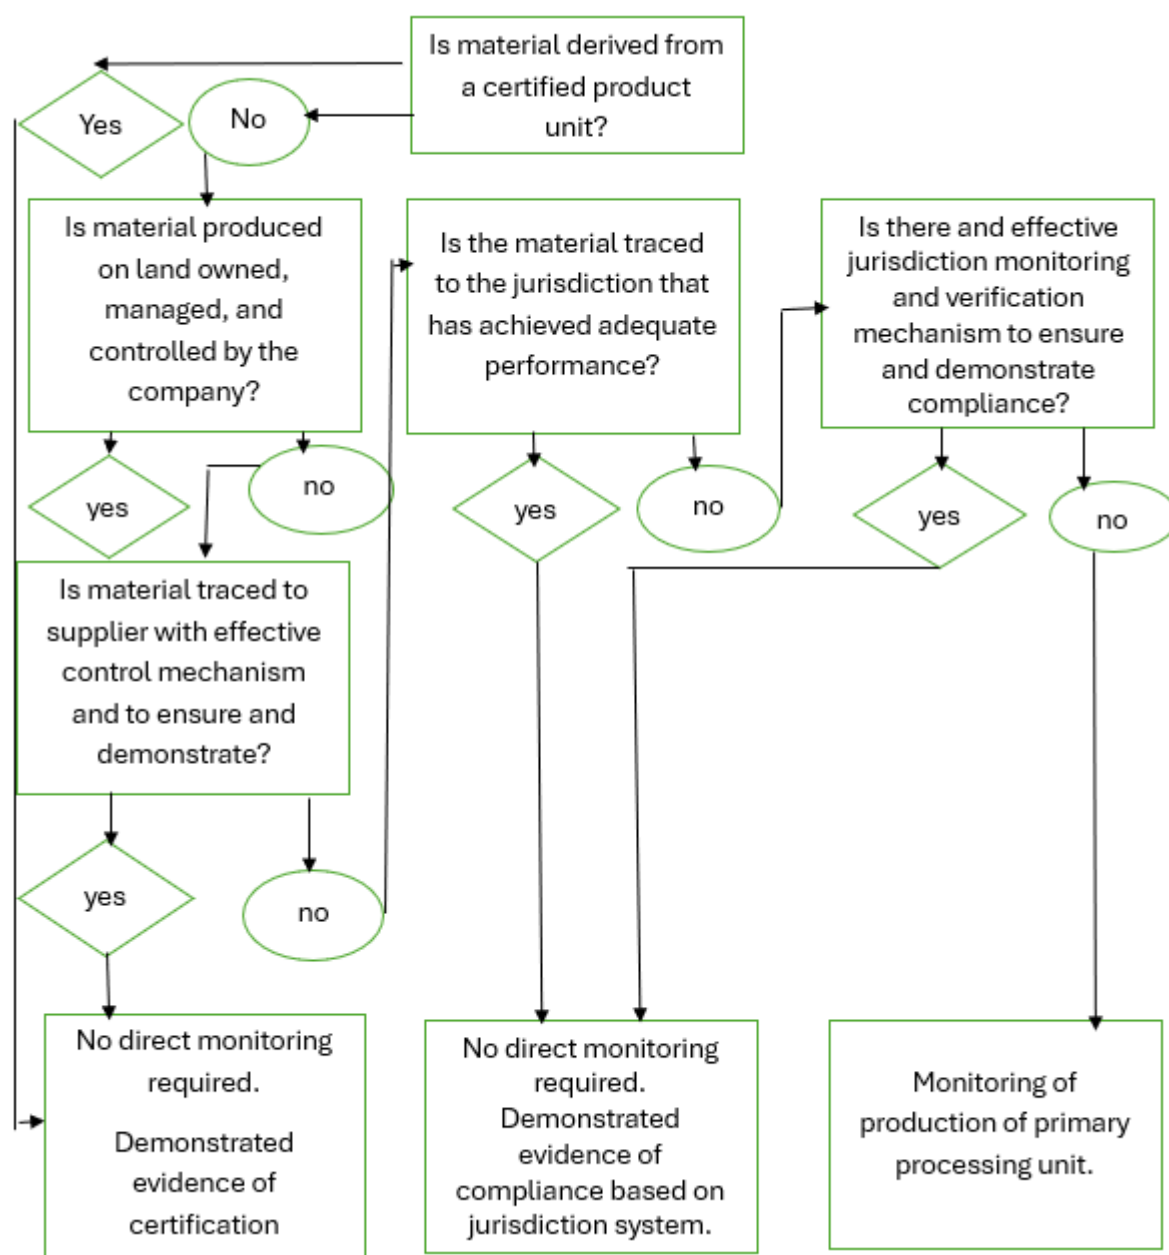 Is material derived from
a certified product
unit?
Yes
No
Is material produced
on land owned,
managed, and
controlled by the
company?
Is the material traced
to the jurisdiction that
has achieved adequate
performance?
Is there and effective
jurisdiction monitoring
and verification
mechanism to ensure
and demonstrate
compliance?
yes
no
yes
no
yes
no
Is material traced to
supplier with effective
control mechanism
and to ensure and
demonstrate?
yes
no
No direct monitoring
required.
Demonstrated
evidence of
certification
No direct monitoring
required.
Demonstrated
evidence of
compliance based on
jurisdiction system.
Monitoring of
production of primary
processing unit.